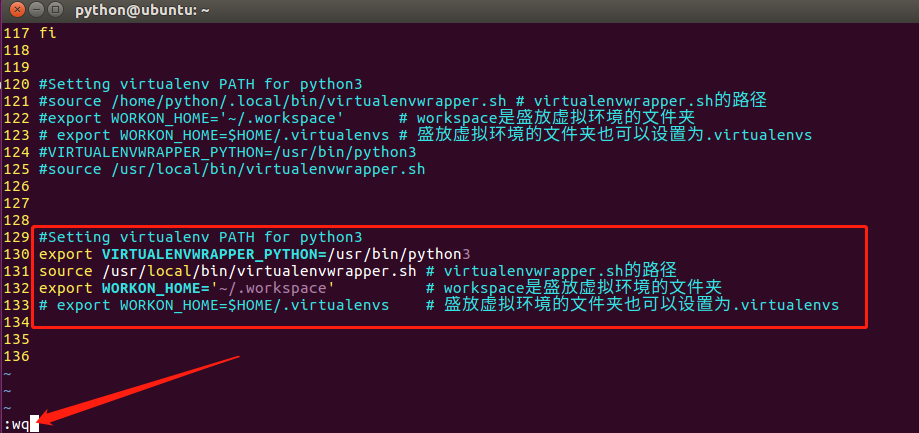 python@ubuntu: ~
117 fi
118
119
120 #Setting virtualenv PATH for python3
121 #source /home/python/.local/bin/virtualenvwrapper.sh # virtualenvwrapper.sh的路径
122 #export WORKON_HOME='~/.workspace'      # workspace是盛放虚拟环境的文件夹
123 # export WORKON_HOME=$HOME/.virtualenvs # 盛放虚拟环境的文件夹也可以设置为.virtualenvs
124 #VIRTUALENVWRAPPER_PYTHON=/usr/bin/python3
125 #source /usr/local/bin/virtualenvwrapper.sh
126
127
128
129 #Setting virtualenv PATH for python3
130 export VIRTUALENVWRAPPER_PYTHON=/usr/bin/python3
131 source /usr/local/bin/virtualenvwrapper.sh # virtualenvwrapper.sh的路径
132 export WORKON_HOME='~/.workspace'          # workspace是盛放虚拟环境的文件夹
133 # export WORKON_HOME=$HOME/.virtualenvs    # 盛放虚拟环境的文件夹也可以设置为.virtualenvs
134
135
136
~
~
~
:wq